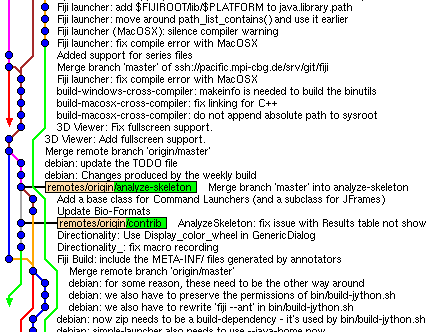 Fiji launcher: add $FIJIROOT/lib/$PLATFORM to java.library.path
Fiji launcher: move around path_list_contains() and use it earlier
Fiji launcher (MacOSX): silence compiler warning
Fiji launcher: fix compile error with MacOSX
Added support for series files
Merge branch 'master' of ssh://pacific.mpi-cbg.de/srv/git/fiji
Fiji launcher: fix compile error with MacOSX
build-windows-cross-compiler: makeinfo is needed to build the binutils
build-macosx-cross-compiler: fix linking for C++
build-macosx-cross-compiler: do not append absolute path to sysroot
3D Viewer: Fix fullscreen support.
3D Viewer: Add fullscreen support.
Merge remote branch 'origin/master'
debian: update the TODO file
debian: Changes produced by the weekly build
remotes/origin/analyze-skeleton Merge branch 'master' into analyze-skeleton
Add a base class for Command Launchers (and a subclass for JFrames)
Update Bio-Formats
remotes/origin/contrib AnalyzeSkeleton: fix issue with Results table not show
Directionality: Use Display_color_wheel in GenericDialog
Directionality_: fix macro recording
Fiji Build: include the META-INF/ files generated by annotators
Merge remote branch 'origin/master'
debian: for some reason, these need to be the other way around
debian: we also have to preserve the permissions of bin/build-jython.sh
debian: we also have to rewrite 'fiji --ant' in bin/build-jython.sh
debian: now zip needs to be a build-dependency - it's used by bin/build-jython
debian: simple-launcher also needs to use --java-home now